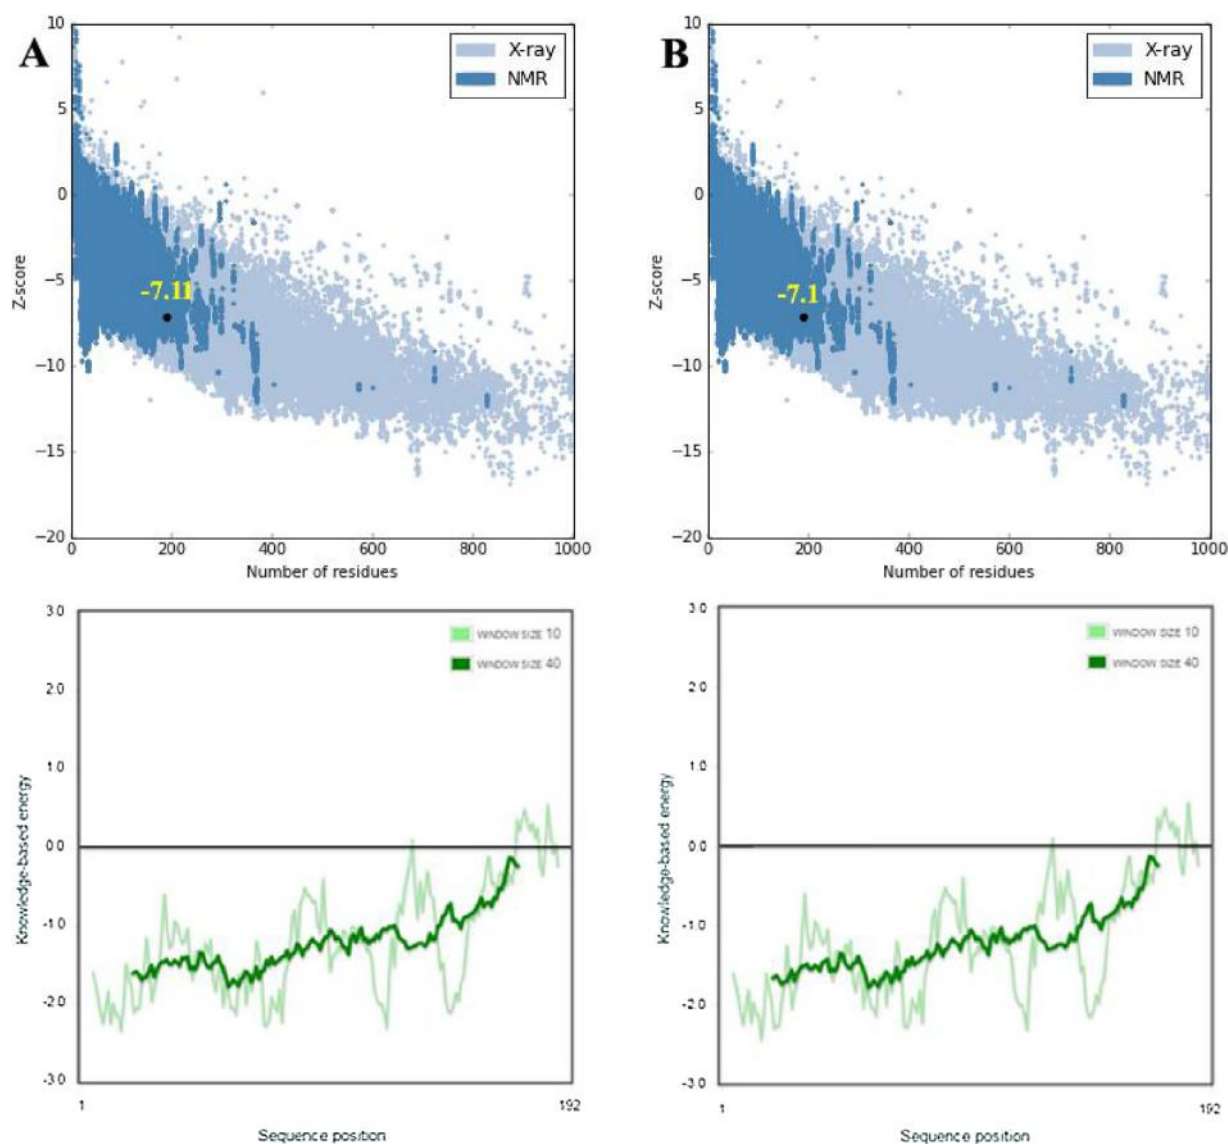 A
10
5
0
−5
−10
−15
−20
Z-score
X-ray
NMR
-7.11
0 200 400 600 800 1000
Number of residues
B
10
5
0
−5
−10
−15
−20
Z-score
X-ray
NMR
-7.1
0 200 400 600 800 1000
Number of residues
3.0
2.0
1.0
0.0
-1.0
-2.0
-3.0
Knowledge-based energy
WINDOW SIZE 10
WINDOW SIZE 40
1 192
Sequence position
3.0
2.0
1.0
0.0
-1.0
-2.0
-3.0
Knowledge-based energy
WINDOW SIZE 10
WINDOW SIZE 40
1 192
Sequence position